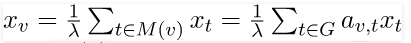 $x_v = \frac{1}{\lambda} \sum_{t \in M(v)} x_t = \frac{1}{\lambda} \sum_{t \in G} a_{v,t} x_t$